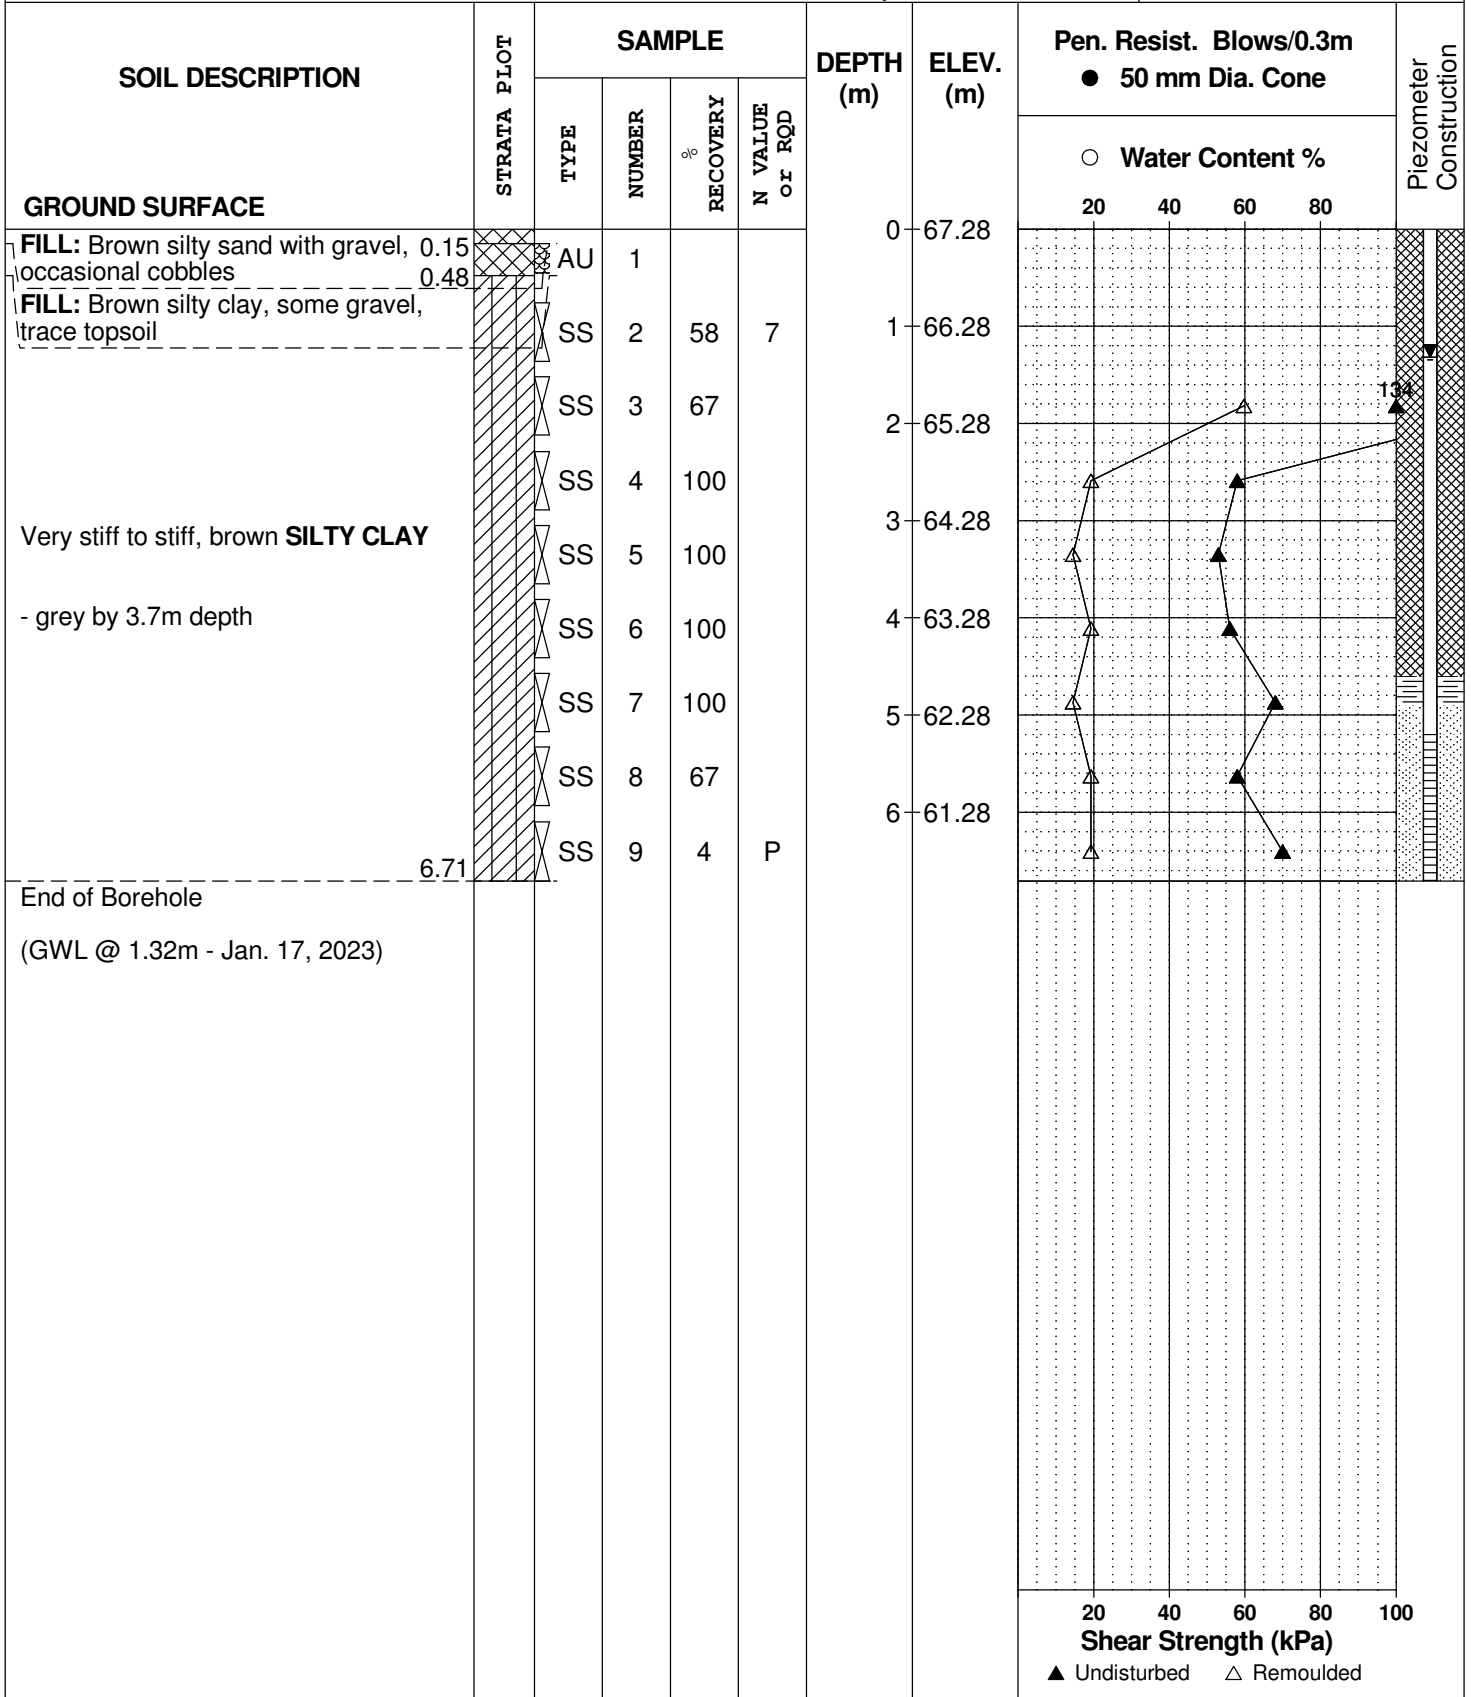 SOIL DESCRIPTION
GROUND SURFACE
STRATA PLOT
SAMPLE
TYPE
NUMBER
% RECOVERY
N VALUE or RQD
DEPTH (m)
ELEV. (m)
Pen. Resist. Blows/0.3m
● 50 mm Dia. Cone
○ Water Content %
20 40 60 80
Piezometer Construction
FILL: Brown silty sand with gravel, 0.15
occasional cobbles
0.48
FILL: Brown silty clay, some gravel,
trace topsoil
Very stiff to stiff, brown SILTY CLAY
- grey by 3.7m depth
6.71
End of Borehole
(GWL @ 1.32m - Jan. 17, 2023)
AU 1
SS 2 58 7
SS 3 67
SS 4 100
SS 5 100
SS 6 100
SS 7 100
SS 8 67
SS 9 4 P
0 67.28
1 66.28
2 65.28
3 64.28
4 63.28
5 62.28
6 61.28
134
20 40 60 80 100
Shear Strength (kPa)
▲ Undisturbed △ Remoulded